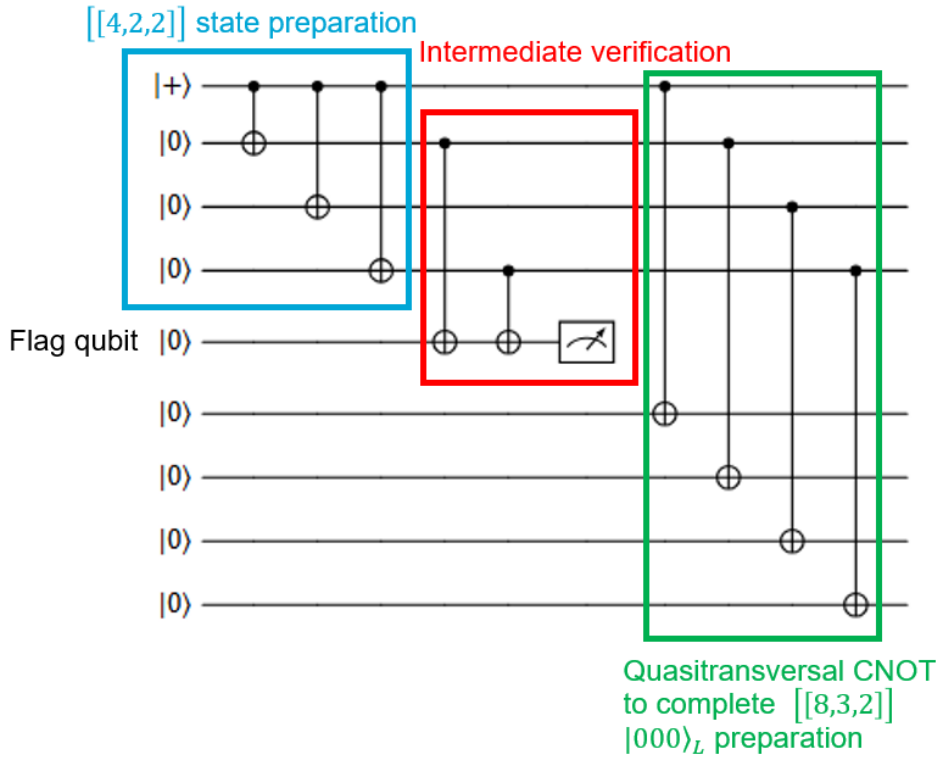 [[4,2,2]] state preparation
Intermediate verification
|+⟩
|0⟩
|0⟩
|0⟩
Flag qubit |0⟩
|0⟩
|0⟩
|0⟩
|0⟩
Quasitransversal CNOT
to complete [[8,3,2]]
|000⟩_L preparation